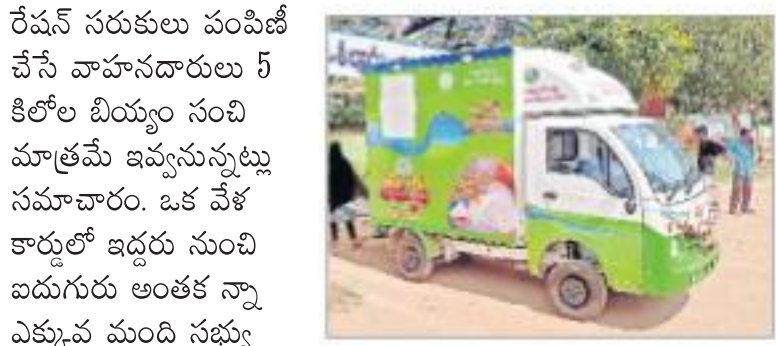 రేషన్ సరుకులు పంపిణీ
చేసే వాహనదారులు 5
కిలోల బియ్యం సంచి
మాత్రమే ఇవ్వనున్నట్లు
సమాచారం. ఒక వేళ
కార్డులో ఇద్దరు నుంచి
ఐదుగురు అంతక న్నా
ఎక్కువ మంది సభ్యు